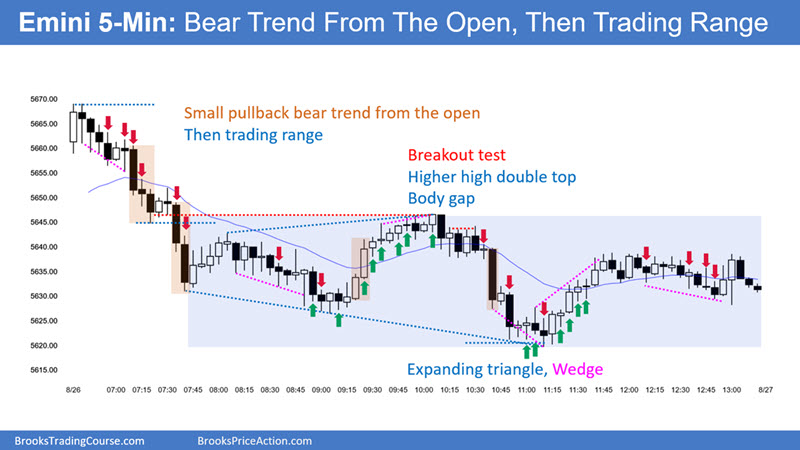 Emini 5-Min: Bear Trend From The Open, Then Trading Range
Small pullback bear trend from the open
Then trading range
Breakout test
Higher high double top
Body gap
Expanding triangle, Wedge
5670.00
5665.00
5660.00
5655.00
5650.00
5645.00
5640.00
5635.00
5630.00
5625.00
5620.00
5615.00
8/26 07:00 07:15 07:30 07:45 08:00 08:15 08:30 08:45 09:00 09:15 09:30 09:45 10:00 10:15 10:30 10:45 11:00 11:15 11:30 11:45 12:00 12:15 12:30 12:45 13:00 8/27
BrooksTradingCourse.com BrooksPriceAction.com